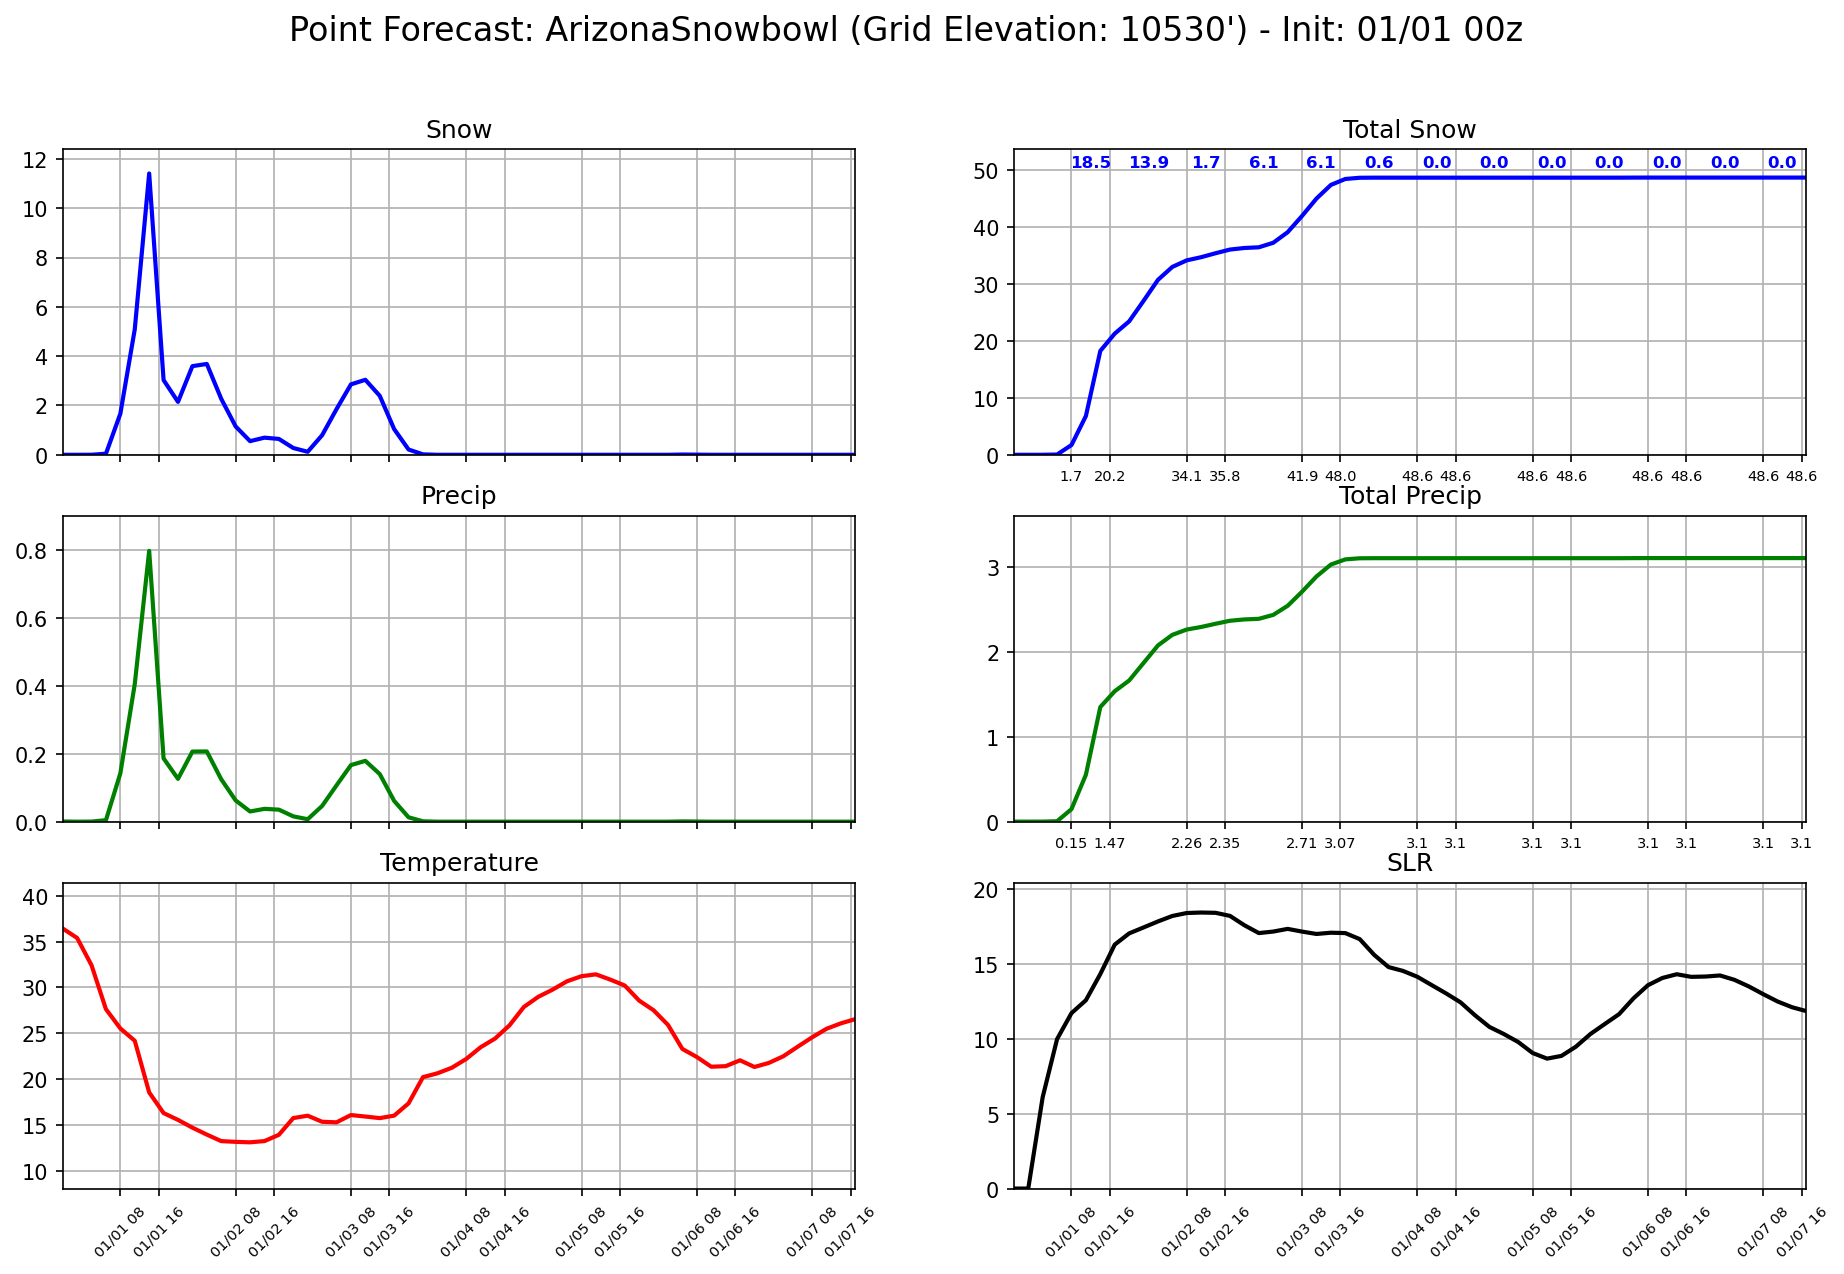 Point Forecast: ArizonaSnowbowl (Grid Elevation: 10530') - Init: 01/01 00z
Snow
12
10
8
6
4
2
0
Total Snow
18.5 13.9 1.7 6.1 6.1 0.6 0.0 0.0 0.0 0.0 0.0 0.0 0.0
50
40
30
20
10
0
1.7 20.2 34.1 35.8 41.9 48.0 48.6 48.6 48.6 48.6 48.6 48.6 48.6 48.6
Precip
0.8
0.6
0.4
0.2
0.0
Total Precip
3
2
1
0
0.15 1.47 2.26 2.35 2.71 3.07 3.1 3.1 3.1 3.1 3.1 3.1 3.1 3.1
Temperature
40
35
30
25
20
15
10
01/01 08 01/01 16 01/02 08 01/02 16 01/03 08 01/03 16 01/04 08 01/04 16 01/05 08 01/05 16 01/06 08 01/06 16 01/07 08 01/07 16
SLR
20
15
10
5
0
01/01 08 01/01 16 01/02 08 01/02 16 01/03 08 01/03 16 01/04 08 01/04 16 01/05 08 01/05 16 01/06 08 01/06 16 01/07 08 01/07 16